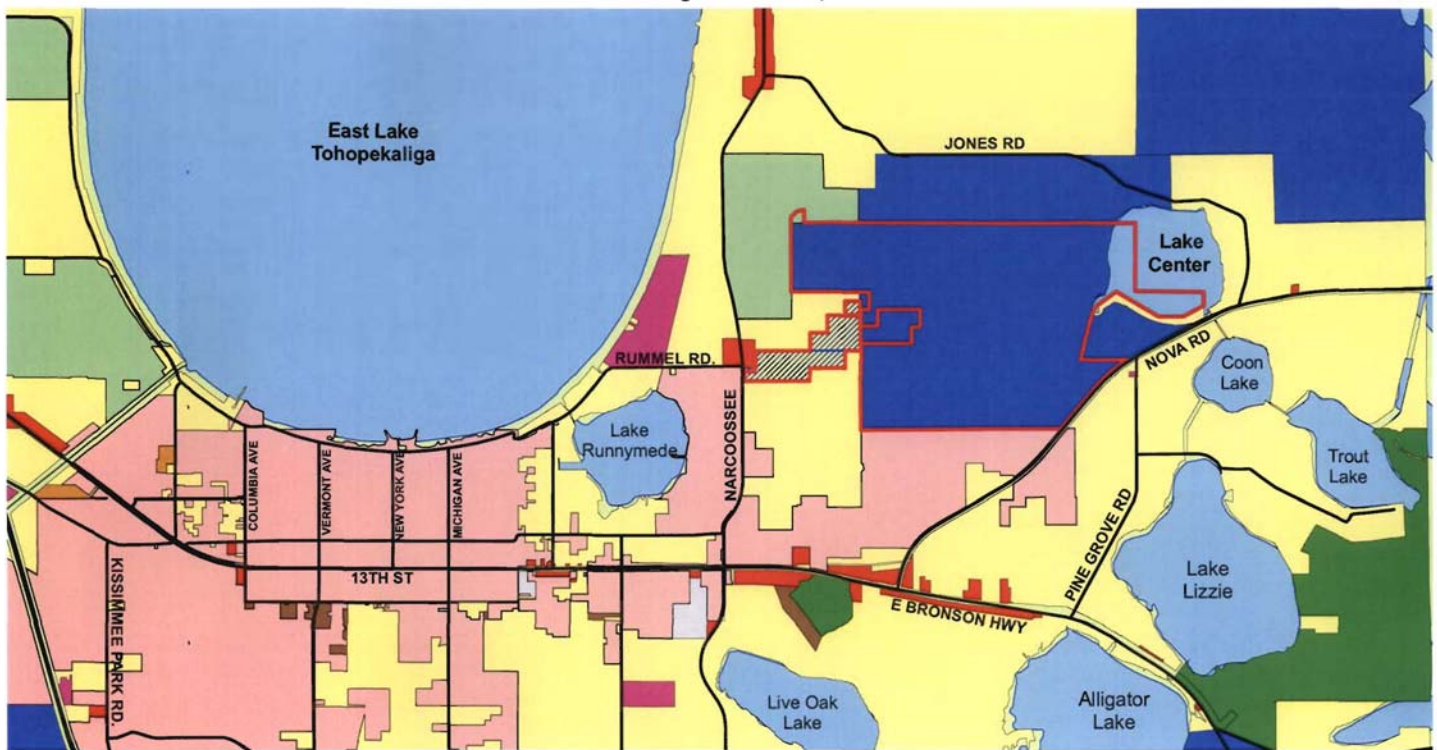 East Lake
Tohopekaliga
JONES RD
Lake
Center
RUMMEL RD.
NOVA RD
Coon
Lake
Lake
Runnymede
NARCOOSSEE
Trout
Lake
COLUMBIA AVE
VERMONT AVE
NEW YORK AVE
MICHIGAN AVE
13TH ST
KISSIMMEE PARK RD.
PINE GROVE RD
Lake
Lizzie
E BRONSON HWY
Live Oak
Lake
Alligator
Lake